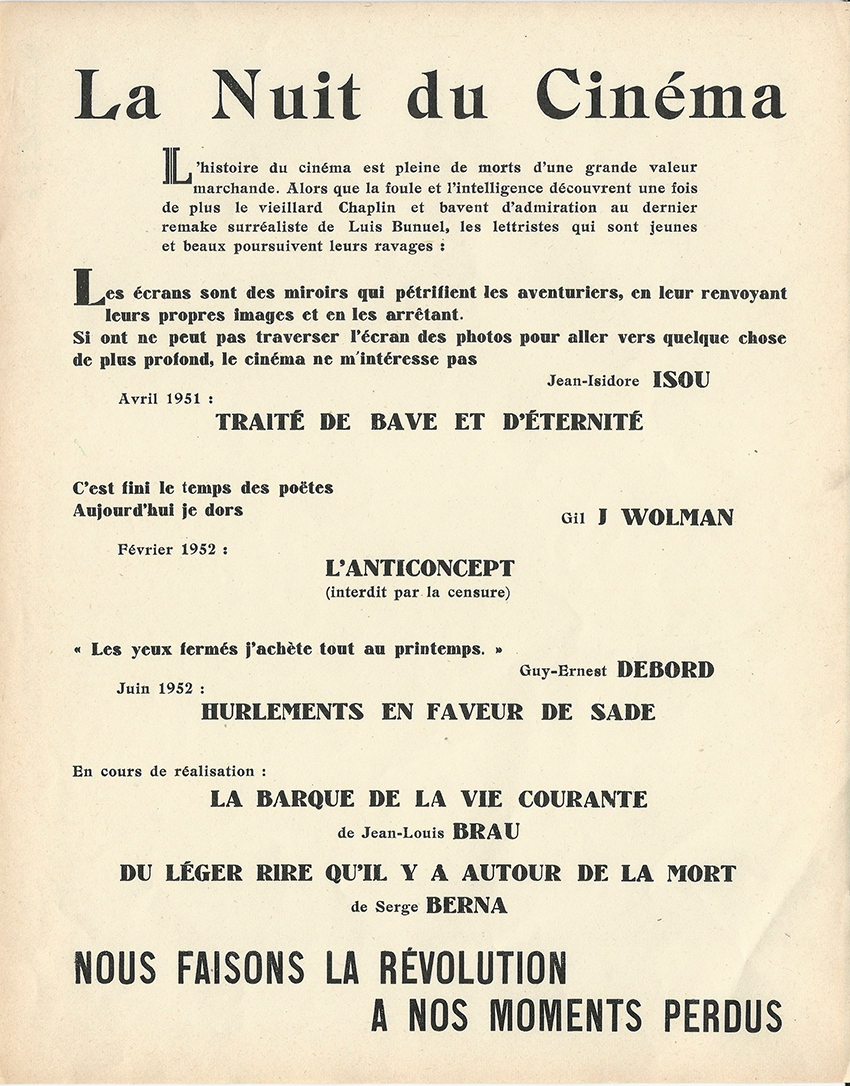 La Nuit du Cinéma
L'histoire du cinéma est pleine de morts d'une grande valeur
marchande. Alors que la foule et l'intelligence découvrent une fois
de plus le vieillard Chaplin et bavent d'admiration au dernier
remake surréaliste de Luis Bunuel, les lettristes qui sont jeunes
et beaux poursuivent leurs ravages :
Les écrans sont des miroirs qui pétrifient les aventuriers, en leur renvoyant
leurs propres images et en les arrêtant.
Si ont ne peut pas traverser l'écran des photos pour aller vers quelque chose
de plus profond, le cinéma ne m'intéresse pas
Jean-Isidore ISOU
Avril 1951 :
TRAITÉ DE BAVE ET D'ÉTERNITÉ
C'est fini le temps des poëtes
Aujourd'hui je dors
Gil J WOLMAN
Février 1952 :
L'ANTICONCEPT
(interdit par la censure)
« Les yeux fermés j'achète tout au printemps. »
Guy-Ernest DEBORD
Juin 1952 :
HURLEMENTS EN FAVEUR DE SADE
En cours de réalisation :
LA BARQUE DE LA VIE COURANTE
de Jean-Louis BRAU
DU LÉGER RIRE QU'IL Y A AUTOUR DE LA MORT
de Serge BERNA
NOUS FAISONS LA RÉVOLUTION
A NOS MOMENTS PERDUS